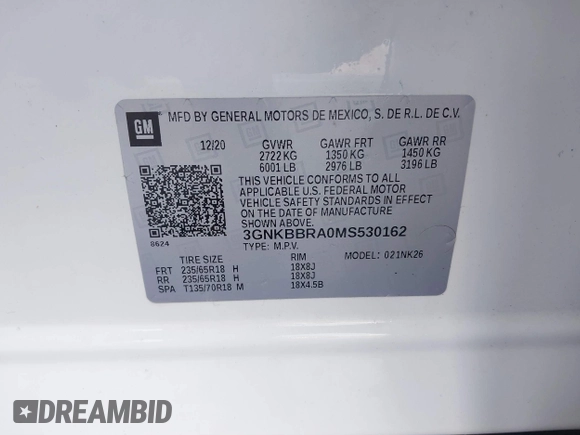 GM
MFD BY GENERAL MOTORS DE MEXICO, S. DE R.L. DE C.V.
12/20 GVWR GAWR FRT GAWR RR
2722 KG 1350 KG 1450 KG
6001 LB 2976 LB 3196 LB
THIS VEHICLE CONFORMS TO ALL
APPLICABLE U.S. FEDERAL MOTOR
VEHICLE SAFETY STANDARDS IN EFFECT
ON THE DATE OF MANUFACTURE
SHOWN ABOVE.
3GNKBBRA0MS530162
8624
TYPE: M.P.V. MODEL: 021NK26
TIRE SIZE RIM
FRT 235/65R18 H 18X8J
RR 235/65R18 H 18X8J
SPA T135/70R18 M 18X4.5B
DREAMBID